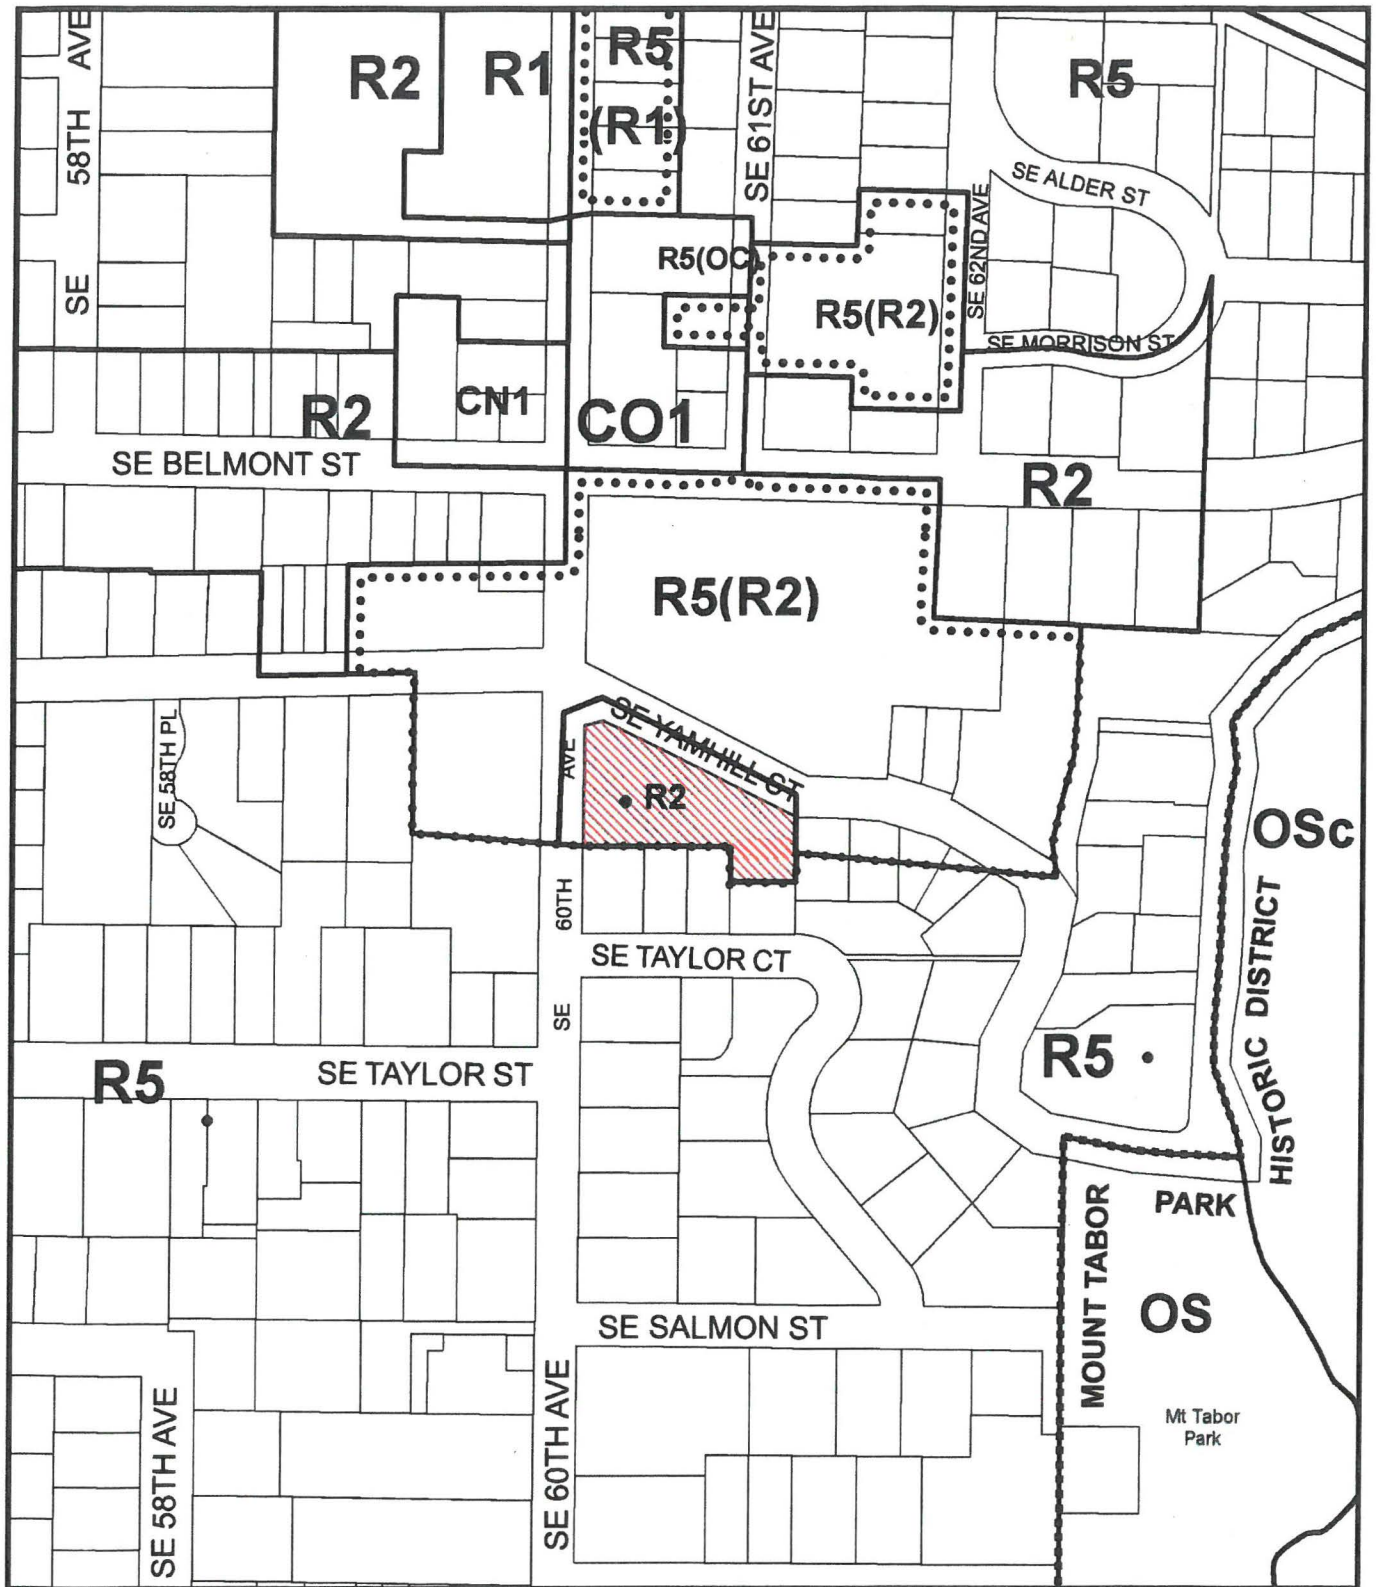 SE 58TH AVE
R2
R1
R5
(R1)
SE 61ST AVE
R5
SE ALDER ST
SE 62ND AVE
R5(OC)
R5(R2)
SE MORRISON ST
R2
CN1
CO1
SE BELMONT ST
R2
R5(R2)
SE YAMHILL CT
SE 58TH PL
R2
SE 60TH AVE
OSc
SE TAYLOR CT
R5
SE TAYLOR ST
R5
HISTORIC DISTRICT
MOUNT TABOR
PARK
OS
SE SALMON ST
SE 58TH AVE
SE 60TH AVE
Mt Tabor
Park